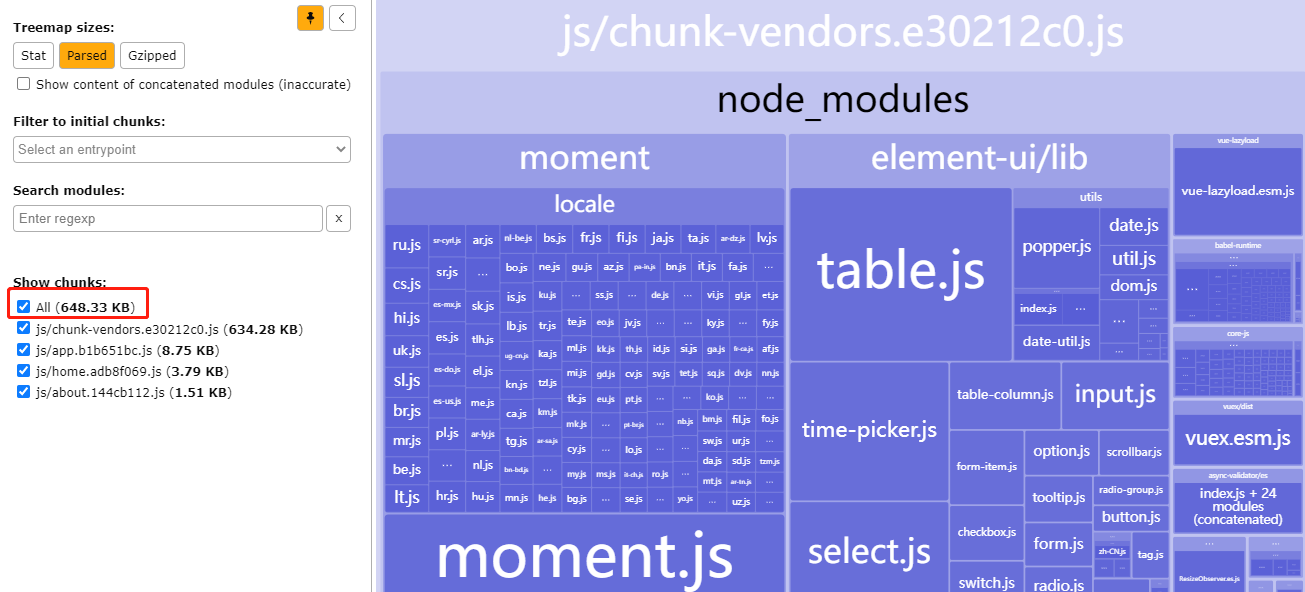 Treemap sizes:
Stat Parsed Gzipped
Show content of concatenated modules (inaccurate)
Filter to initial chunks:
Select an entrypoint
Search modules:
Enter regexp x
Show chunks:
All (648.33 KB)
js/chunk-vendors.e30212c0.js (634.28 KB)
js/app.b1b651bc.js (8.75 KB)
js/home.adb8f069.js (3.79 KB)
js/about.144cb112.js (1.51 KB)
js/chunk-vendors.e30212c0.js
node_modules
moment
locale
ru.js
cs.js
hi.js
uk.js
sl.js
br.js
mr.js
be.js
lt.js
sr-cyrl.js
sr.js
es-mx.js
es.js
es-do.js
es-us.js
pl.js
...
hr.js
ar.js
...
sk.js
tlh.js
el.js
me.js
ar-ly.js
nl.js
hu.js
nl-be.js bs.js fr.js fi.js ja.js ta.js ar-dz.js lv.js
bo.js ne.js gu.js az.js pa-in.js bn.js it.js fa.js ...
is.js
lb.js
ug-cn.js
kn.js
ca.js
tg.js
bn-bd.js
mn.js
ku.js
tr.js
ka.js
tzl.js
km.js
ar-sa.js
...
he.js
... ss.js ... de.js ... vi.js gl.js et.js
te.js eo.js jv.js ... ... ky.js ... fy.js
ml.js kk.js th.js id.js si.js ga.js fr-ca.js af.js
mi.js gd.js cv.js sv.js tet.js sq.js dv.js nn.js
tk.js eu.js pt.js ... ... ko.js ... ...
mk.js ... pt-br.js ... nb.js bm.js fil.js fo.js
cy.js ... lo.js ... ... sw.js ur.js ...
da.js sd.js tzm.js
my.js ms.js it-ch.js ro.js ... mt.js ar-tn.js ...
bg.js ... se.js ... yo.js ... uz.js ...
moment.js
element-ui/lib
table.js
utils
popper.js
date.js
util.js
dom.js
...
index.js ...
date-util.js
...
...
time-picker.js
select.js
table-column.js
input.js
form-item.js
option.js
scrollbar.js
checkbox.js
tooltip.js
radio-group.js
button.js
form.js
...
zh-CN.js
tag.js
switch.js
radio.js
vue-lazyload
vue-lazyload.esm.js
babel-runtime
...
...
...
core-js
...
vuex/dist
vuex.esm.js
async-validator/es
index.js + 24
modules
(concatenated)
...
ResizeObserver.es.js
...
...